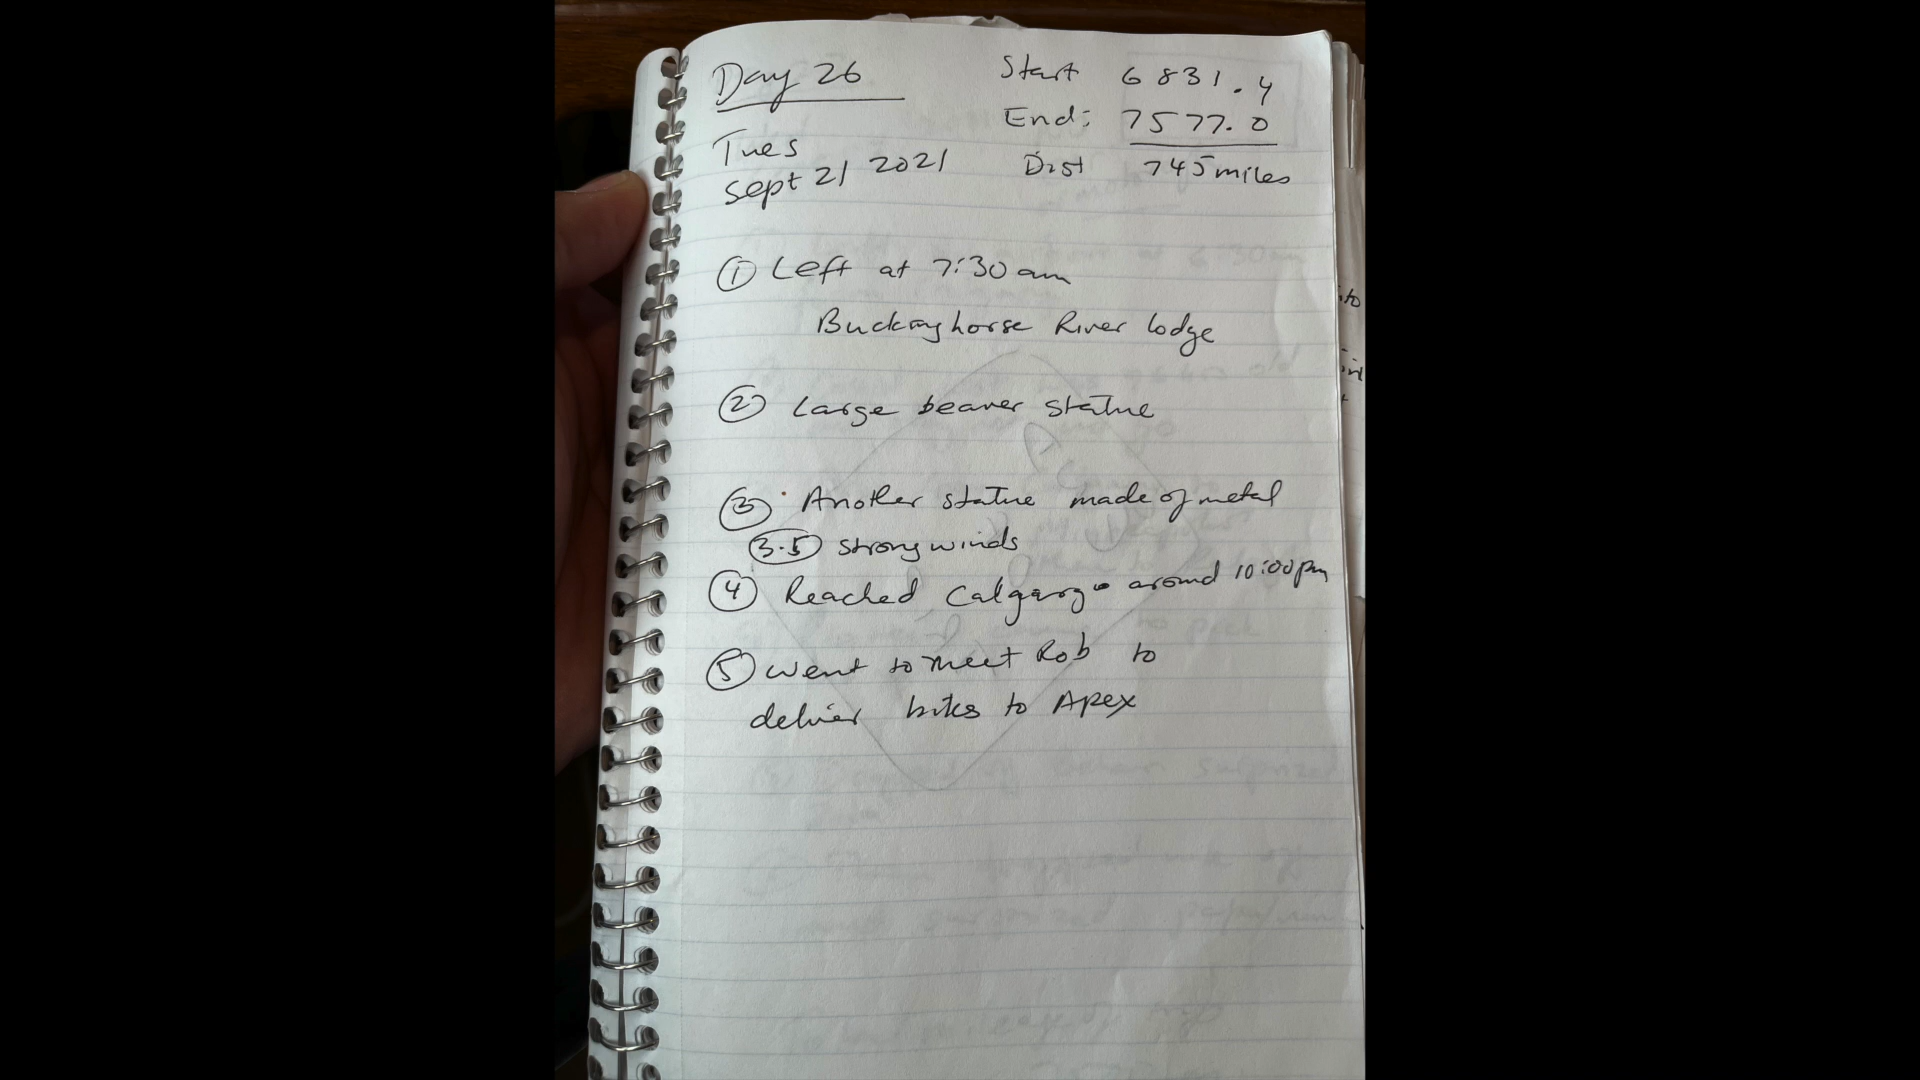 Day 26
Start 6831.4
End: 7577.0
Tues
Sept 21 2021
Dist 745 miles
① Left at 7:30 am
Buckinghorse River lodge
② Large beaver statue
③ Another statue made of metal
3.5 strong winds
④ Reached Calgary around 10:00pm
⑤ Went to meet Rob to
deliver bikes to Apex